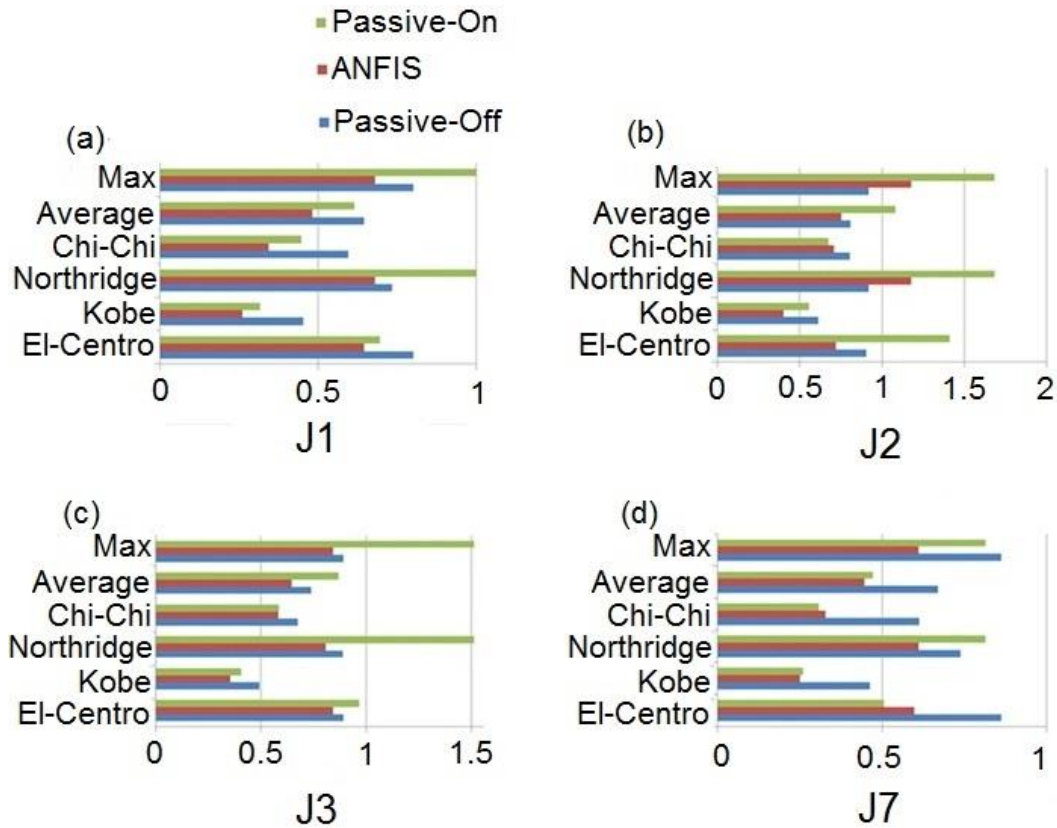 Passive-On
ANFIS
Passive-Off
(a)
Max
Average
Chi-Chi
Northridge
Kobe
El-Centro
0 0.5 1
J1
(b)
Max
Average
Chi-Chi
Northridge
Kobe
El-Centro
0 0.5 1 1.5 2
J2
(c)
Max
Average
Chi-Chi
Northridge
Kobe
El-Centro
0 0.5 1 1.5
J3
(d)
Max
Average
Chi-Chi
Northridge
Kobe
El-Centro
0 0.5 1
J7